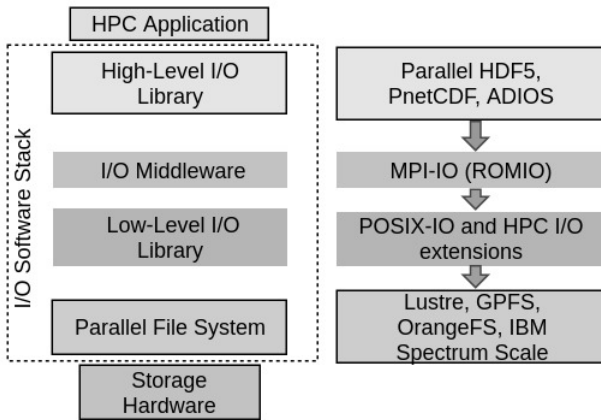 HPC Application
I/O Software Stack
High-Level I/O
Library
I/O Middleware
Low-Level I/O
Library
Parallel File System
Storage
Hardware
Parallel HDF5,
PnetCDF, ADIOS
MPI-IO (ROMIO)
POSIX-IO and HPC I/O
extensions
Lustre, GPFS,
OrangeFS, IBM
Spectrum Scale